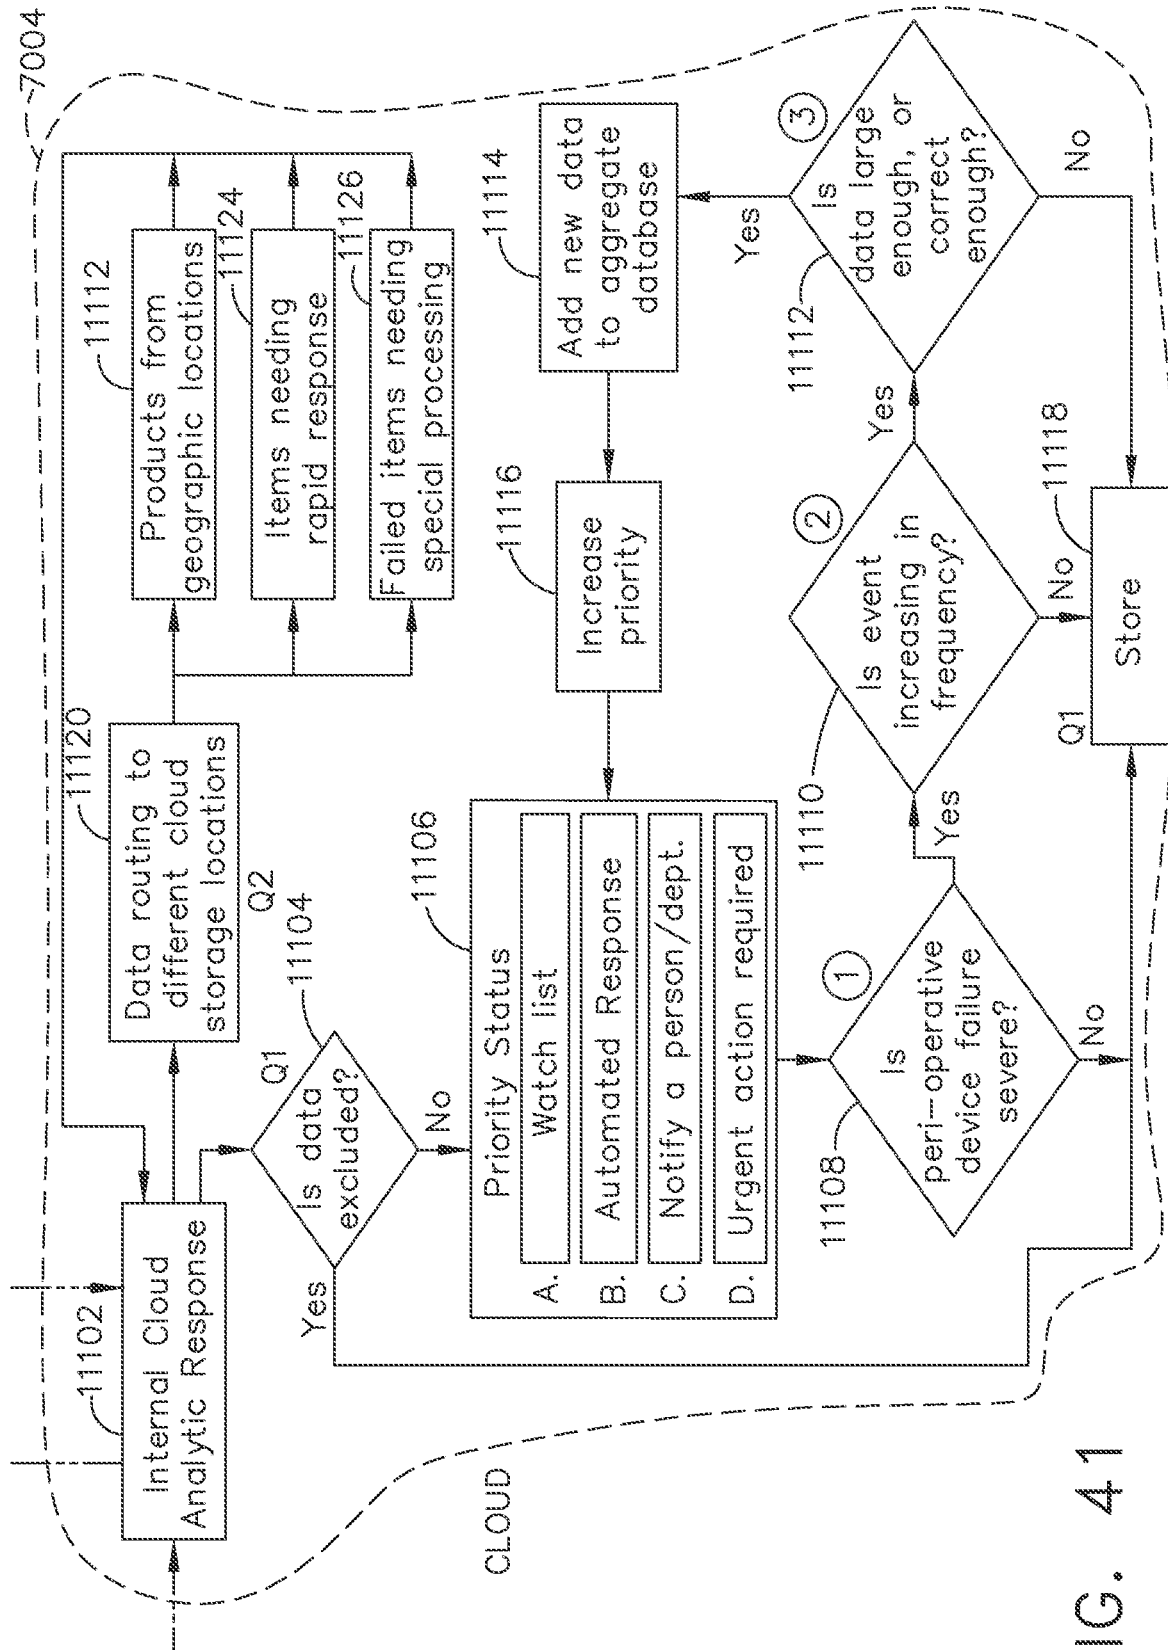 7004
11102
Internal Cloud
Analytic Response
11120
Data routing to
different cloud
storage locations
Q2
11112
Products from
geographic locations
11124
Items needing
rapid response
11126
Failed items needing
special processing
Q1
11104
Is data
excluded?
Yes
No
11106
Priority Status
A. Watch list
B. Automated Response
C. Notify a person/dept.
D. Urgent action required
11116
Increase
priority
11114
Add new data
to aggregate
database
11108
1
Is
peri-operative
device failure
severe?
Yes
No
11110
2
Is event
increasing in
frequency?
Yes
No
11112
3
Is
data large
enough, or
correct
enough?
Yes
No
Q1
11118
Store
CLOUD
IG. 41